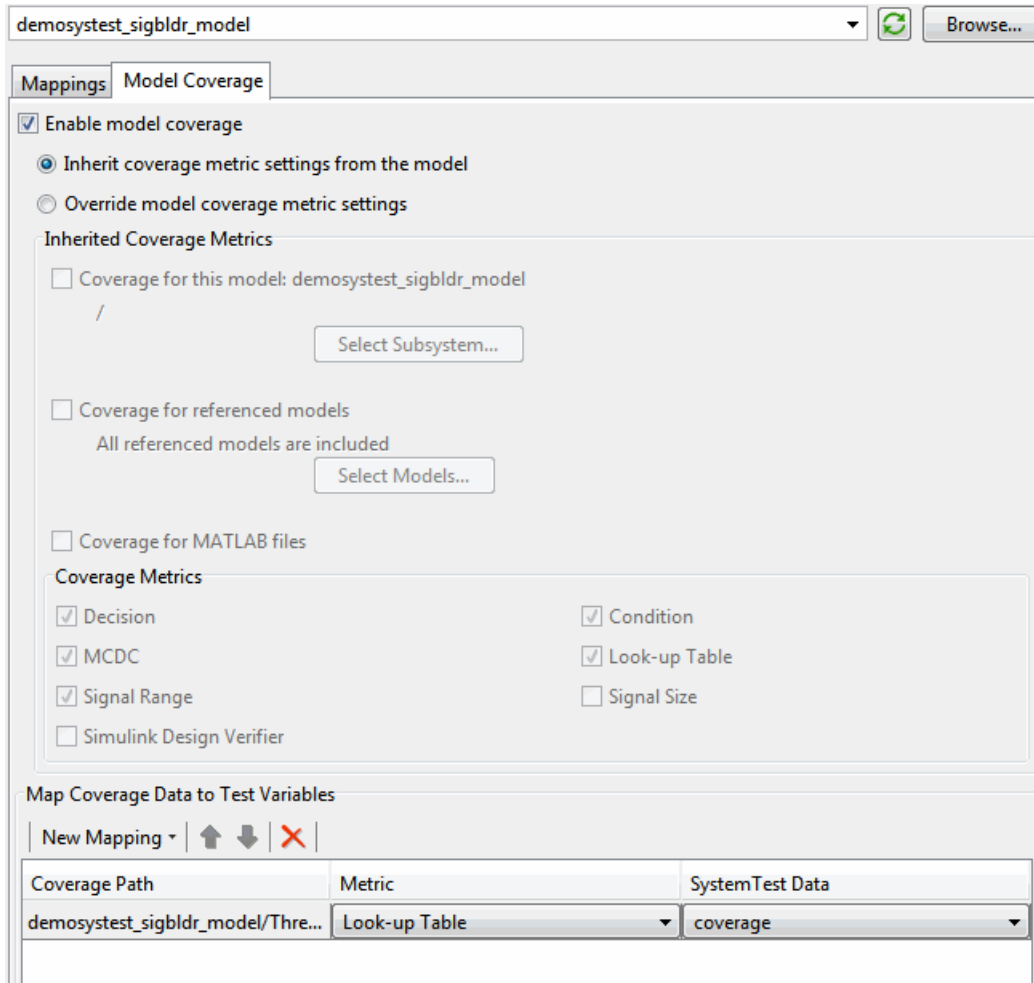 demosystest_sigbldr_model
Browse...
Mappings
Model Coverage
Enable model coverage
Inherit coverage metric settings from the model
Override model coverage metric settings
Inherited Coverage Metrics
Coverage for this model: demosystest_sigbldr_model
/
Select Subsystem...
Coverage for referenced models
All referenced models are included
Select Models...
Coverage for MATLAB files
Coverage Metrics
Decision
Condition
MCDC
Look-up Table
Signal Range
Signal Size
Simulink Design Verifier
Map Coverage Data to Test Variables
New Mapping
Coverage Path
Metric
SystemTest Data
demosystest_sigbldr_model/Thre...
Look-up Table
coverage